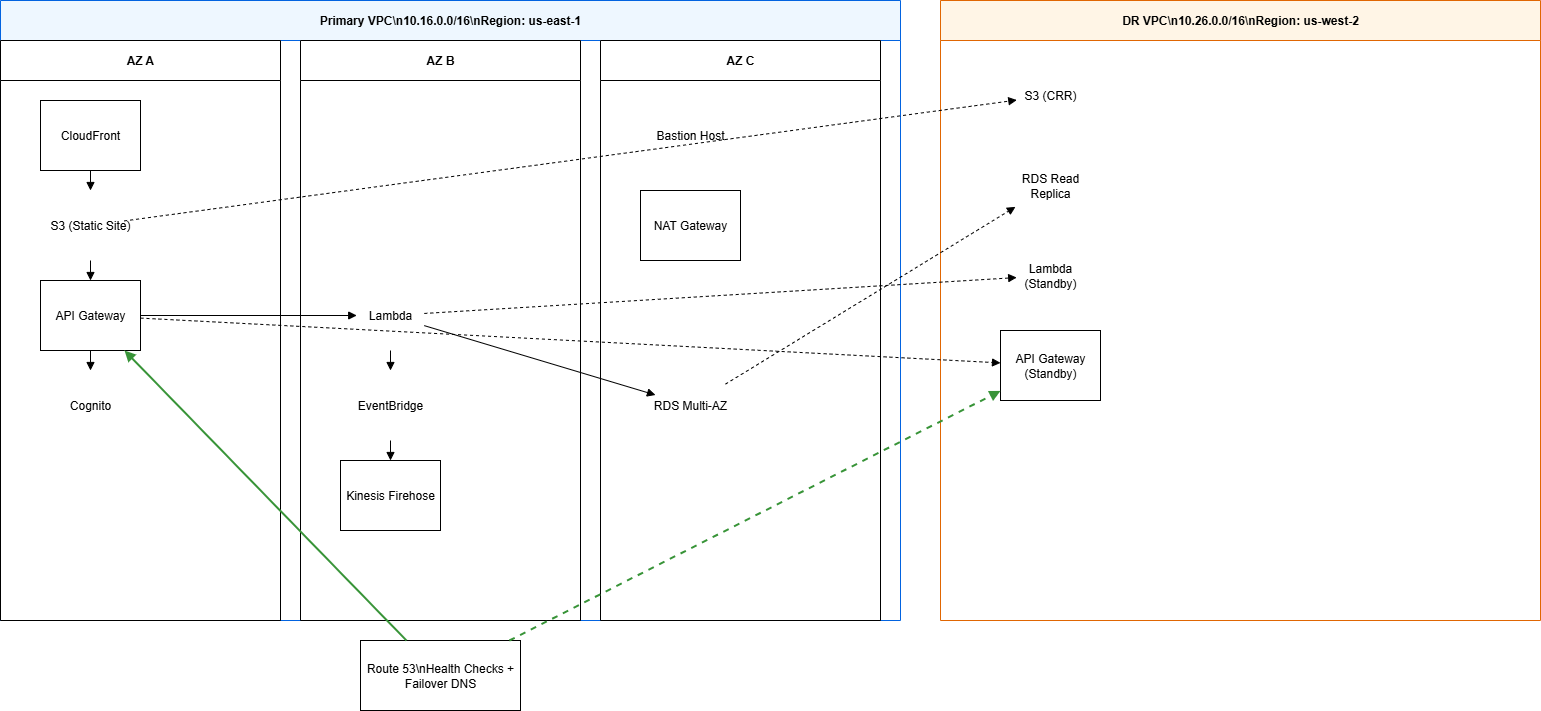 Primary VPC\n10.16.0.0/16\nRegion: us-east-1
DR VPC\n10.26.0.0/16\nRegion: us-west-2
AZ A
AZ B
AZ C
CloudFront
S3 (Static Site)
API Gateway
Cognito
Lambda
EventBridge
Kinesis Firehose
Bastion Host
NAT Gateway
RDS Multi-AZ
S3 (CRR)
RDS Read
Replica
Lambda
(Standby)
API Gateway
(Standby)
Route 53\nHealth Checks +
Failover DNS